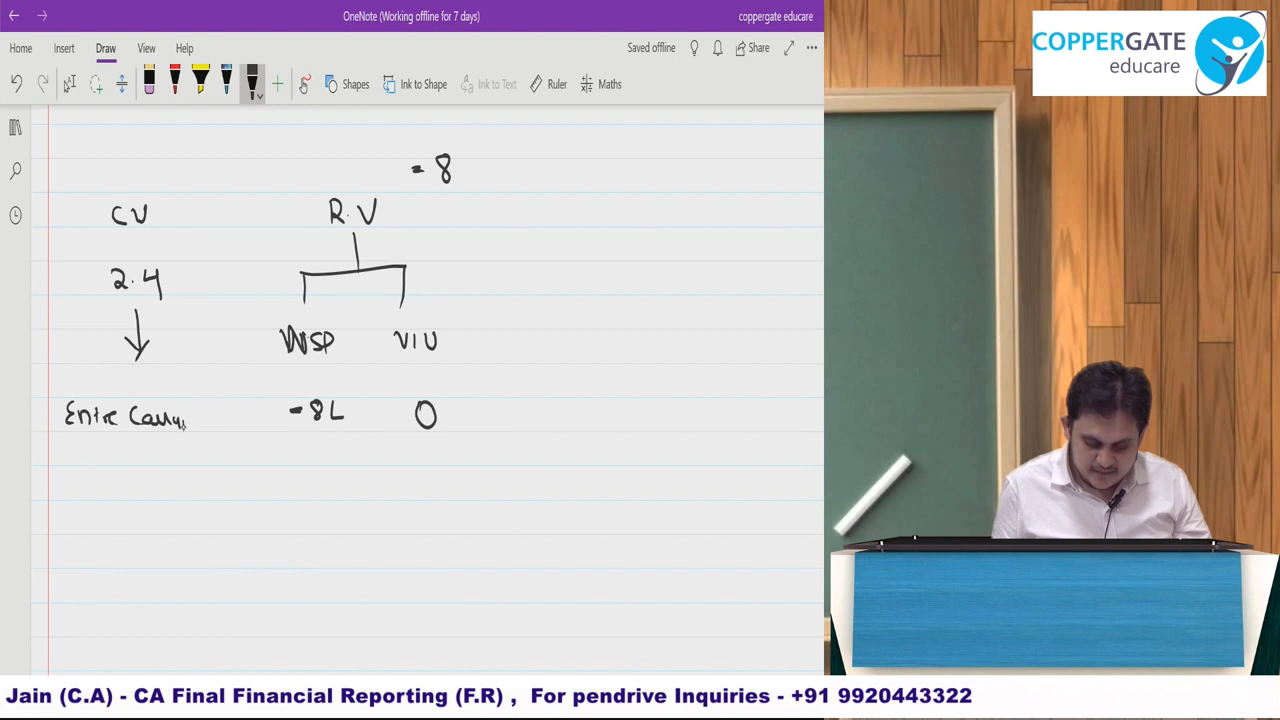 OneNote (Working offline for 7 days)
coppergate educare
Home Insert Draw View Help
Saved offline
Share
Shapes
Ink to Shape
Ink to Text
Ruler
Maths
COPPERGATE
educare
= 8
CV R.V
2.4
NSP VIU
Entire Carry -8L 0
Jain (C.A) - CA Final Financial Reporting (F.R) , For pendrive Inquiries - +91 9920443322